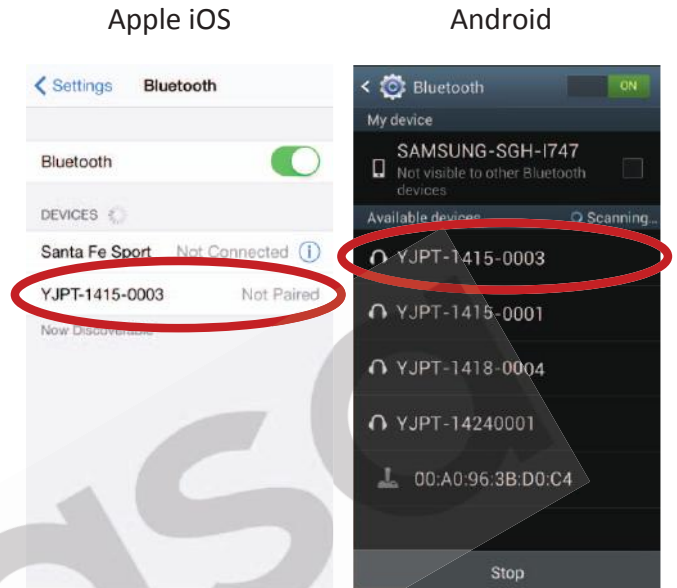 Apple iOS
Settings Bluetooth
Bluetooth
DEVICES
Santa Fe Sport Not Connected
YJPT-1415-0003 Not Paired
Now Discoverable
Android
Bluetooth ON
My device
SAMSUNG-SGH-I747
Not visible to other Bluetooth
devices
Available devices Scanning...
YJPT-1415-0003
YJPT-1415-0001
YJPT-1418-0004
YJPT-14240001
00:A0:96:3B:D0:C4
Stop